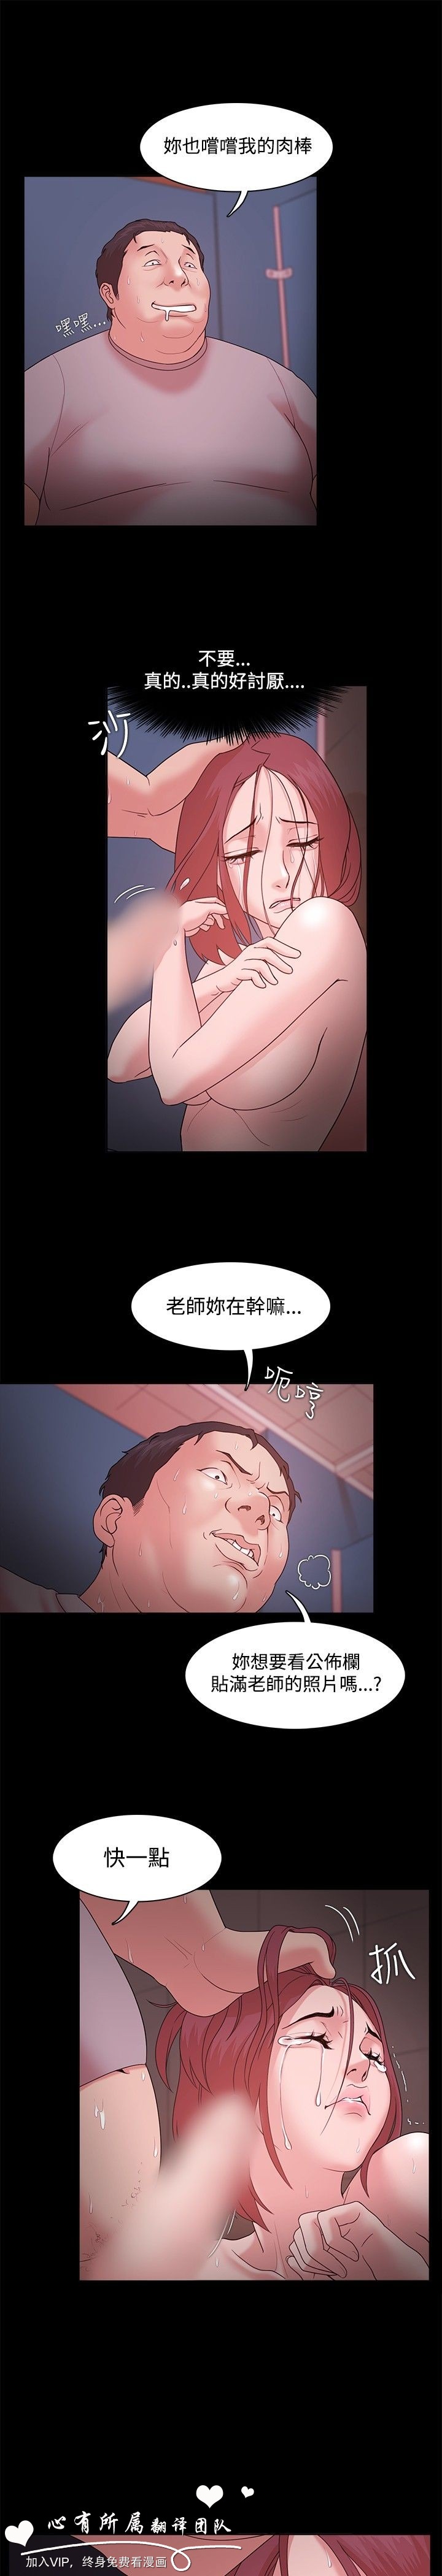 妳也嚐嚐我的肉棒
嘿嘿...
不要...
真的..真的好討厭....
沙
老師妳在幹嘛...
呃哼
妳想要看公佈欄
貼滿老師的照片嗎...?
快一點
抓
心有所属翻译团队
加入VIP，终身免费看漫画